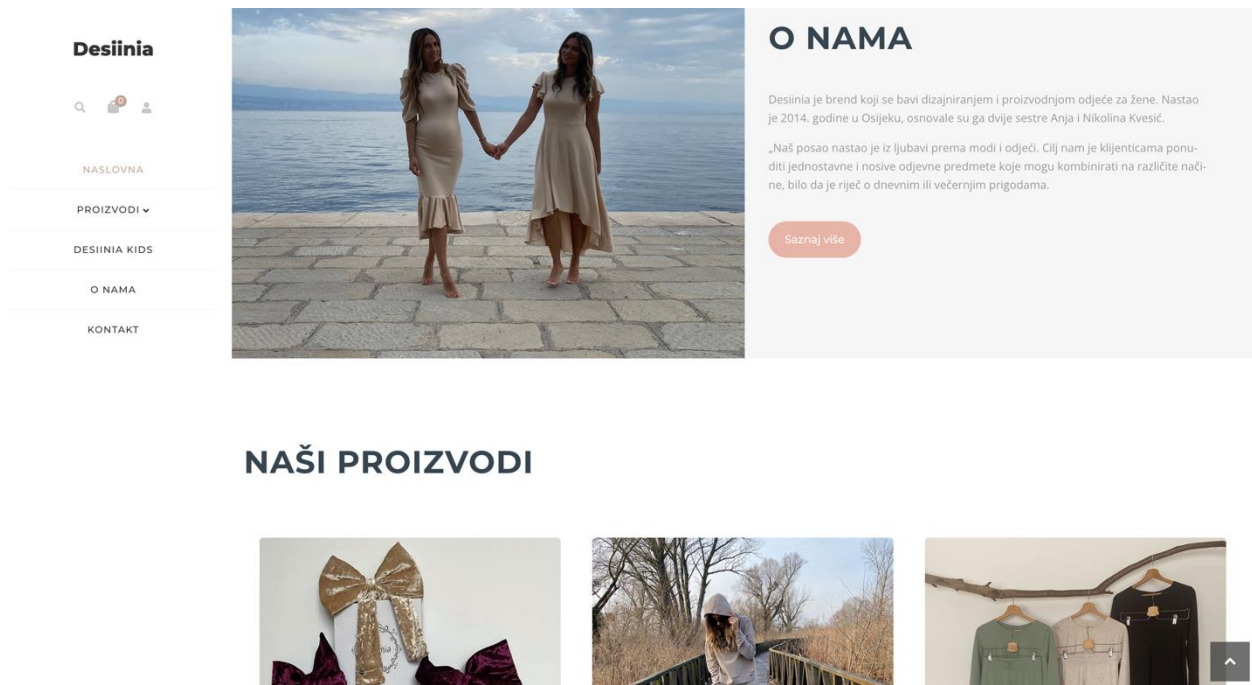 Desiinia
0
NASLOVNA
PROIZVODI
DESIINIA KIDS
O NAMA
KONTAKT
O NAMA
Desiinia je brend koji se bavi dizajniranjem i proizvodnjom odjeće za žene. Nastao
je 2014. godine u Osijeku, osnovale su ga dvije sestre Anja i Nikolina Kvesić.
„Naš posao nastao je iz ljubavi prema modi i odjeći. Cilj nam je klijenticama ponu-
diti jednostavne i nosive odjevne predmete koje mogu kombinirati na različite nači-
ne, bilo da je riječ o dnevnim ili večernjim prigodama.
Saznaj više
NAŠI PROIZVODI